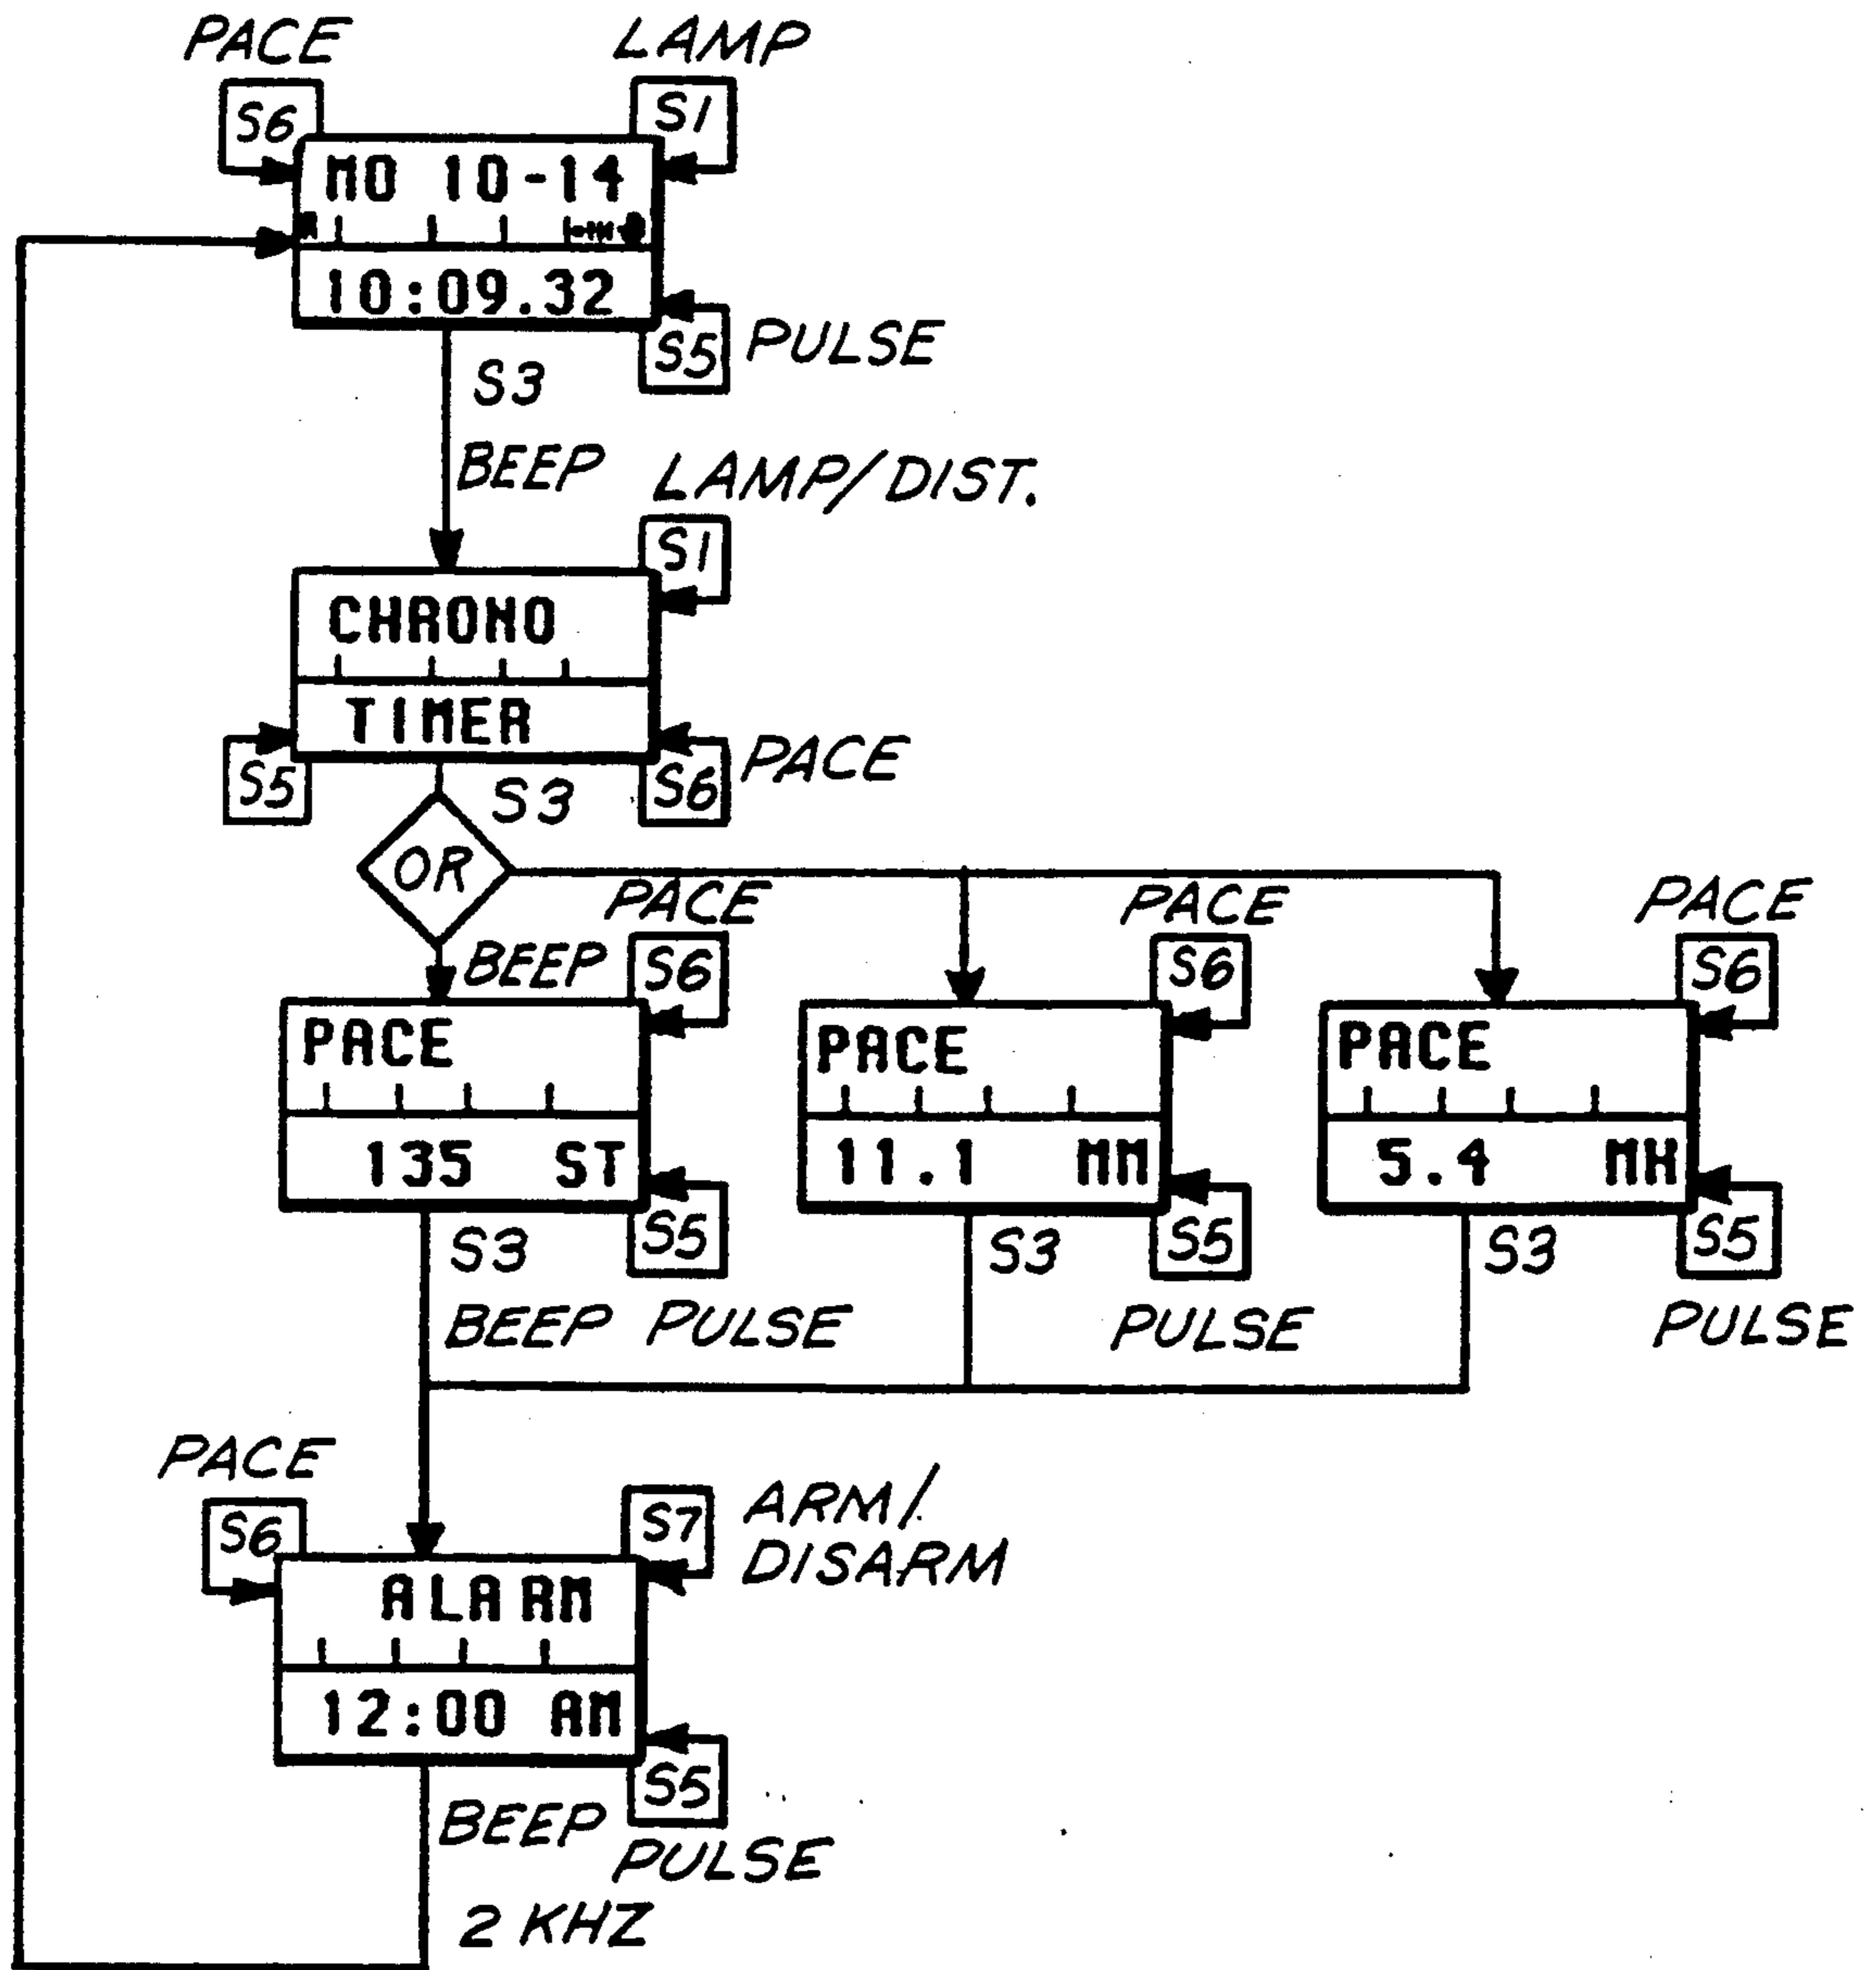 PACE
LAMP
S6
S1
MO 10-14
10:09.32
S5 PULSE
S3
BEEP
LAMP/DIST.
S1
CHRONO
TIMER
S5
S3
S6 PACE
OR
BEEP
PACE
S6
PACE
135 ST
S3
S5
BEEP PULSE
PACE
S6
PACE
11.1 MM
S3
S5
PULSE
PACE
S6
PACE
5.4 MH
S3
S5
PULSE
PACE
S6
S7
ARM/
DISARM
ALARM
12:00 AM
S5
BEEP
PULSE
2 KHZ